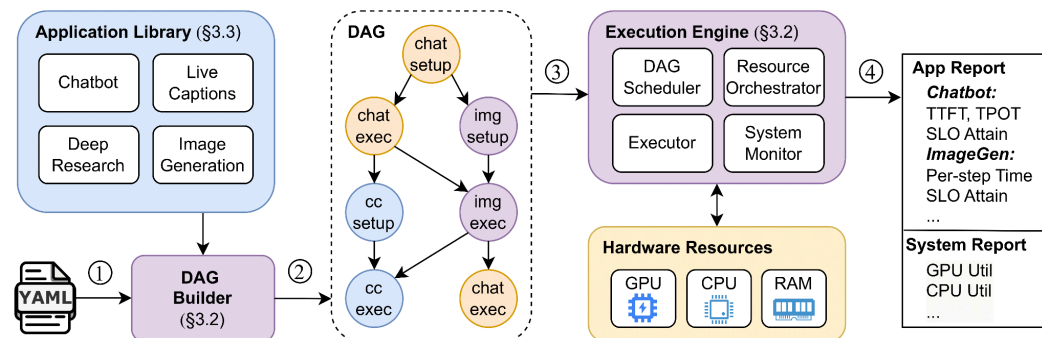 Application Library (§3.3)
Chatbot
Live
Captions
Deep
Research
Image
Generation
YAML
①
DAG
Builder
(§3.2)
②
DAG
chat
setup
chat
exec
img
setup
cc
setup
img
exec
cc
exec
chat
exec
③
Execution Engine (§3.2)
DAG
Scheduler
Resource
Orchestrator
Executor
System
Monitor
Hardware Resources
GPU
CPU
RAM
④
App Report
Chatbot:
TTFT, TPOT
SLO Attain
ImageGen:
Per-step Time
SLO Attain
...
System Report
GPU Util
CPU Util
...